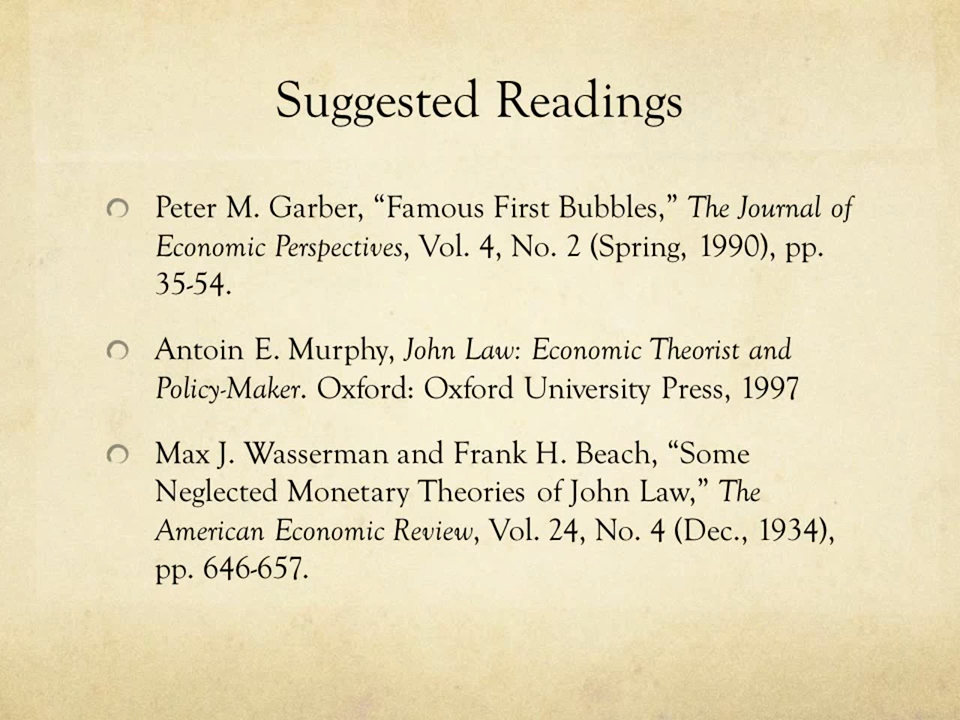 Suggested Readings
Peter M. Garber, “Famous First Bubbles,” The Journal of
Economic Perspectives, Vol. 4, No. 2 (Spring, 1990), pp.
35-54.
Antoin E. Murphy, John Law: Economic Theorist and
Policy-Maker. Oxford: Oxford University Press, 1997
Max J. Wasserman and Frank H. Beach, “Some
Neglected Monetary Theories of John Law,” The
American Economic Review, Vol. 24, No. 4 (Dec., 1934),
pp. 646-657.